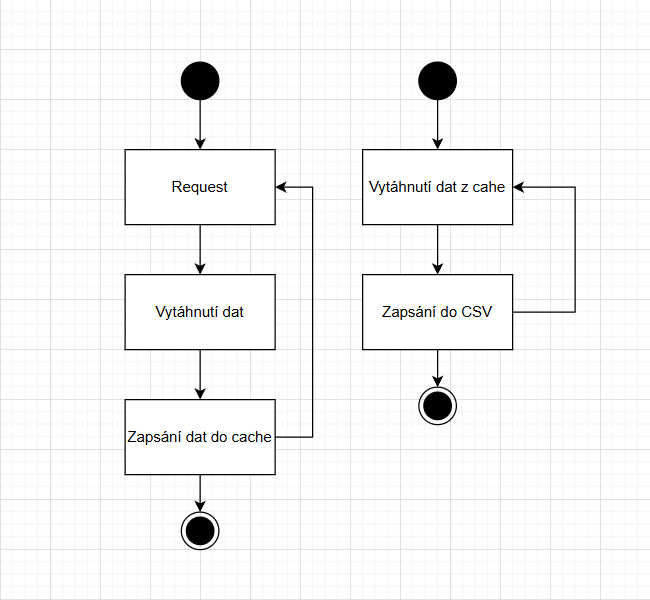 Request
Vytáhnutí dat
Zapsání dat do cache
Vytáhnutí dat z cahe
Zapsání do CSV